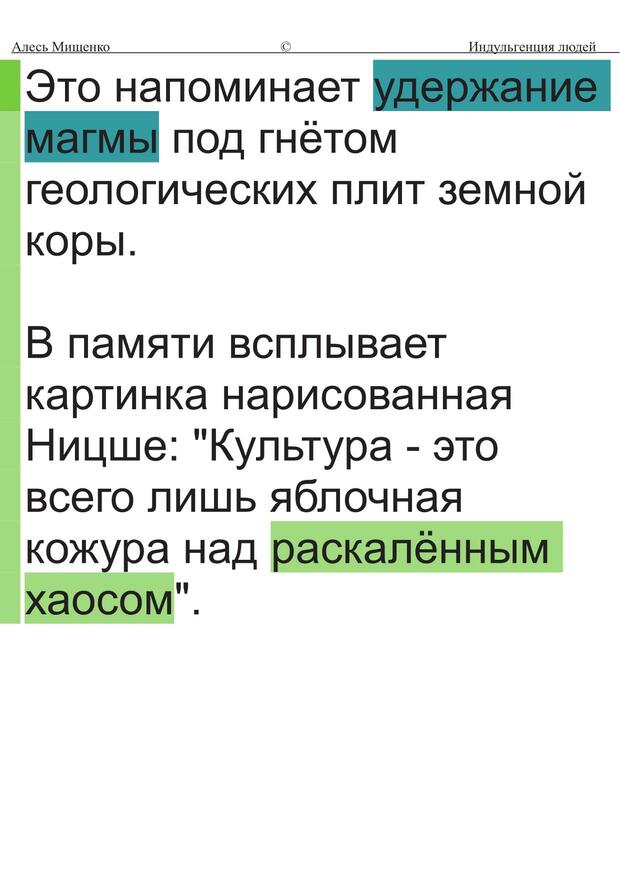 Алесь Мищенко © Индульгенция людей
Это напоминает удержание
магмы под гнётом
геологических плит земной
коры.
В памяти всплывает
картинка нарисованная
Ницше: "Культура - это
всего лишь яблочная
кожура над раскалённым
хаосом".